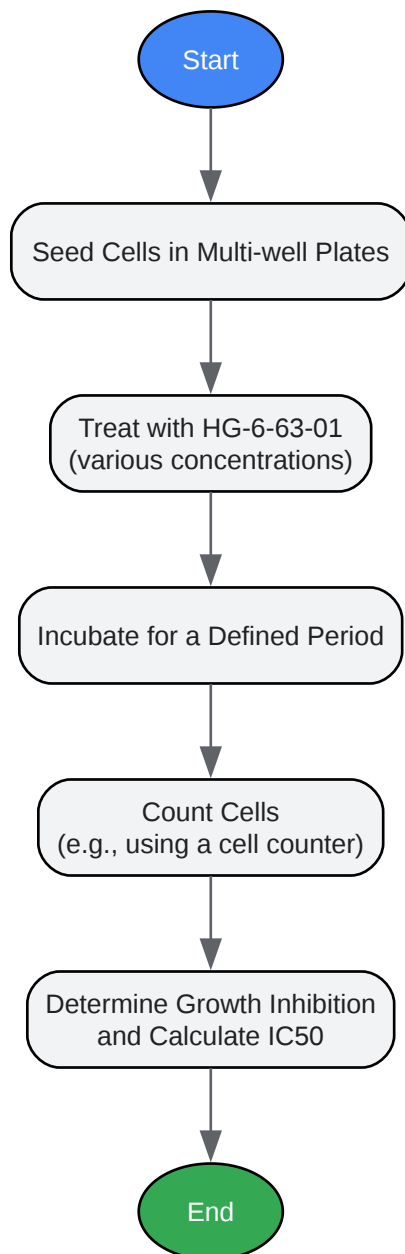 Start
Seed Cells in Multi-well Plates
Treat with HG-6-63-01
(various concentrations)
Incubate for a Defined Period
Count Cells
(e.g., using a cell counter)
Determine Growth Inhibition
and Calculate IC50
End